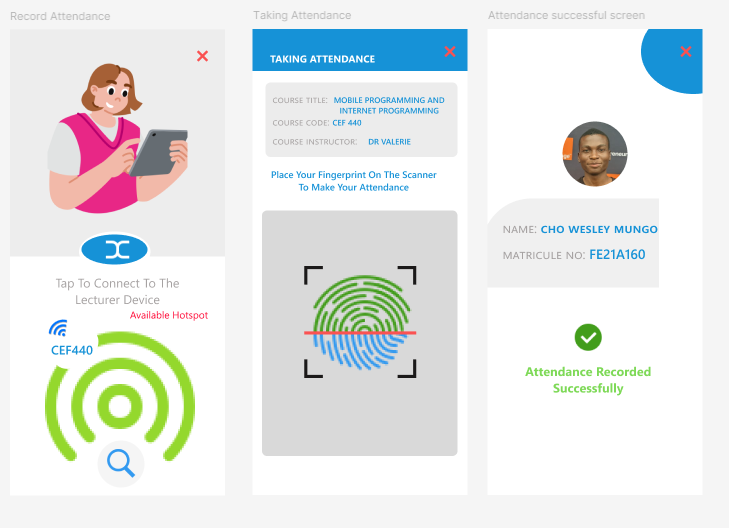 Record Attendance
Tap To Connect To The
Lecturer Device
Available Hotspot
CEF440
Taking Attendance
TAKING ATTENDANCE
COURSE TITLE: MOBILE PROGRAMMING AND
INTERNET PROGRAMMING
COURSE CODE: CEF 440
COURSE INSTRUCTOR: DR VALERIE
Place Your Fingerprint On The Scanner
To Make Your Attendance
Attendance successful screen
NAME: CHO WESLEY MUNGO
MATRICULE NO: FE21A160
Attendance Recorded
Successfully